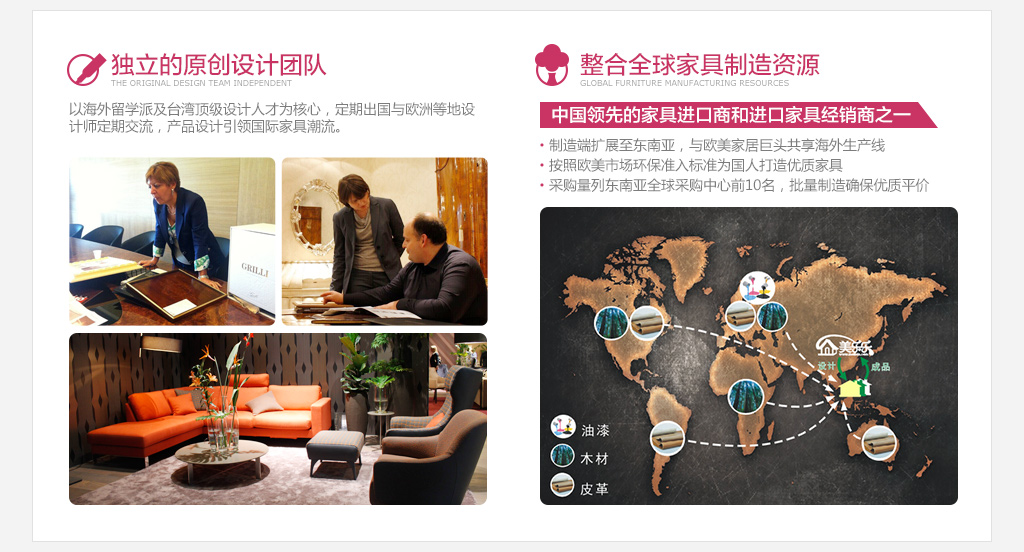 独立的原创设计团队
THE ORIGINAL DESIGN TEAM INDEPENDENT
以海外留学派及台湾顶级设计人才为核心，定期出国与欧洲等地设
计师定期交流，产品设计引领国际家具潮流。
GRILLI
整合全球家具制造资源
GLOBAL FURNITURE MANUFACTURING RESOURCES
中国领先的家具进口商和进口家具经销商之一
• 制造端扩展至东南亚，与欧美家居巨头共享海外生产线
• 按照欧美市场环保准入标准为国人打造优质家具
• 采购量列东南亚全球采购中心前10名，批量制造确保优质平价
美乐乐
设计
成品
油漆
木材
皮革